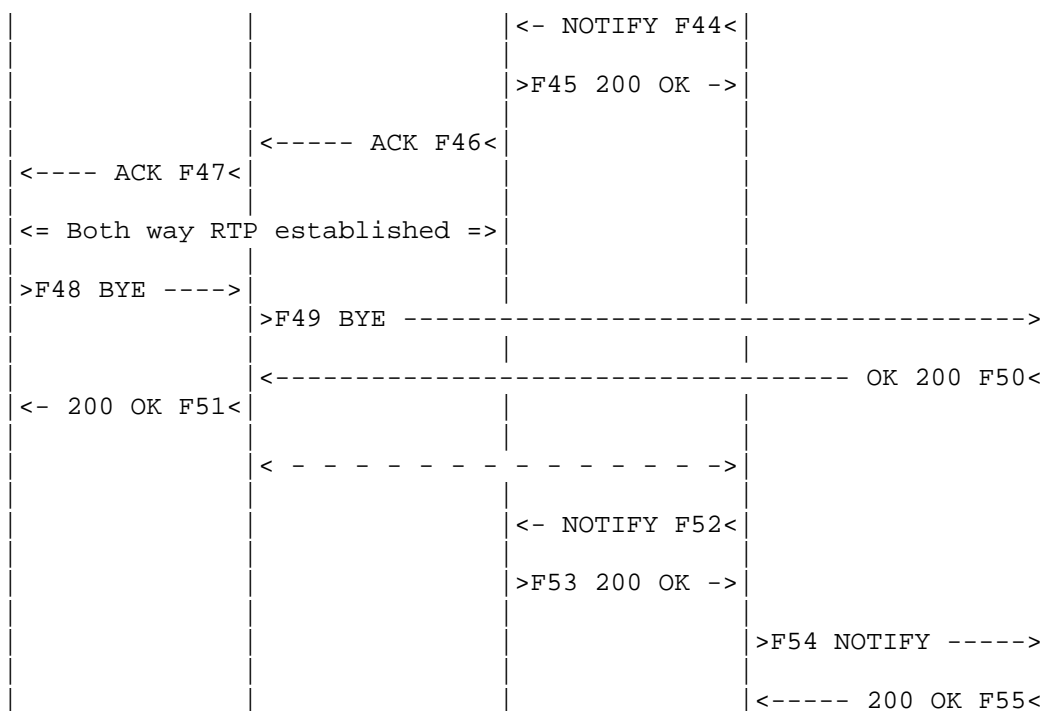 <- NOTIFY F44<
>F45 200 OK ->
<----- ACK F46<
<---- ACK F47<
<= Both way RTP established =>
>F48 BYE ---->
>F49 BYE --------------------------------------->
<------------------------------------ OK 200 F50<
<- 200 OK F51<
< - - - - - - - - - - - - - - ->
<- NOTIFY F52<
>F53 200 OK ->
>F54 NOTIFY ----->
<----- 200 OK F55<